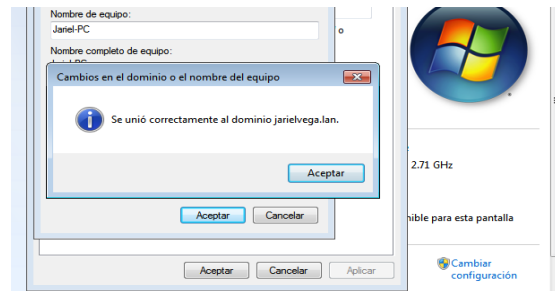 Nombre de equipo:
Jariel-PC
o
Nombre completo de equipo:
Cambios en el dominio o el nombre del equipo
Se unió correctamente al dominio jarielvega.lan.
Aceptar
2.71 GHz
Aceptar
Cancelar
nible para esta pantalla
Aceptar
Cancelar
Aplicar
Cambiar
configuración